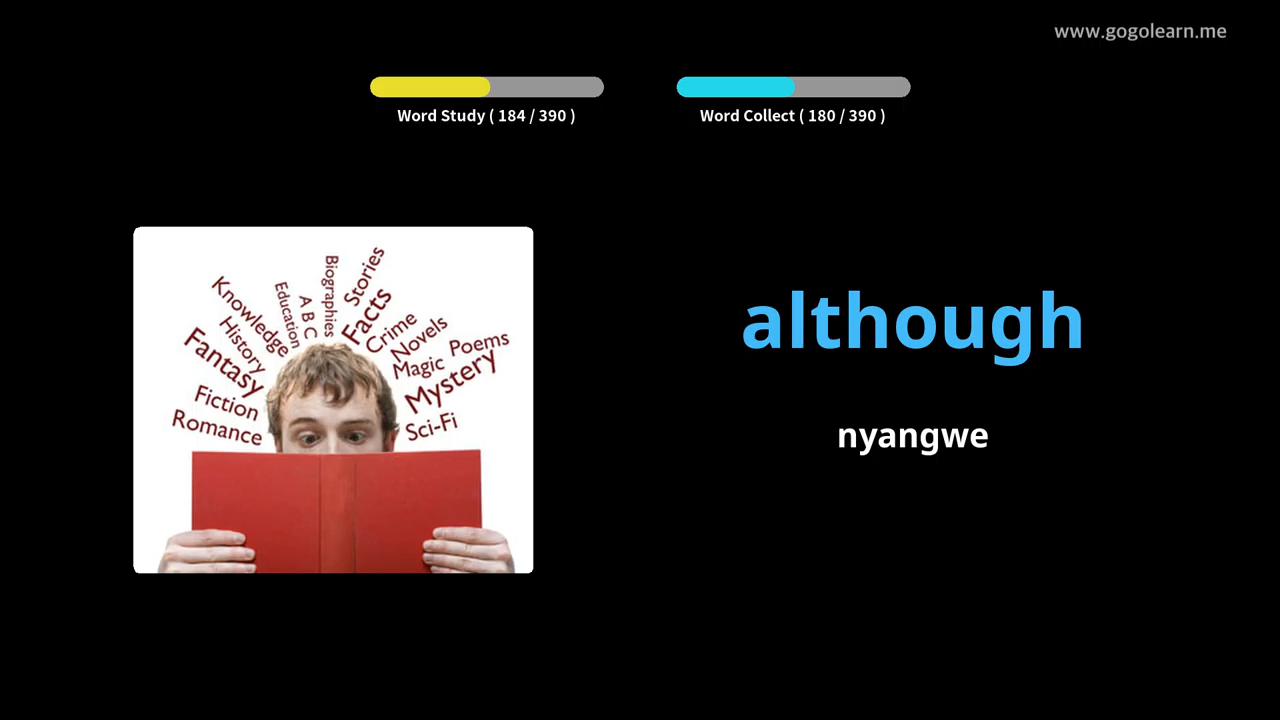 www.gogolearn.me
Word Study ( 184 / 390 )
Word Collect ( 180 / 390 )
Biographies
Stories
Knowledge
Education
A B C
Facts
Crime
History
Novels
Poems
Fantasy
Magic
Mystery
Fiction
Sci-Fi
Romance
although
nyangwe